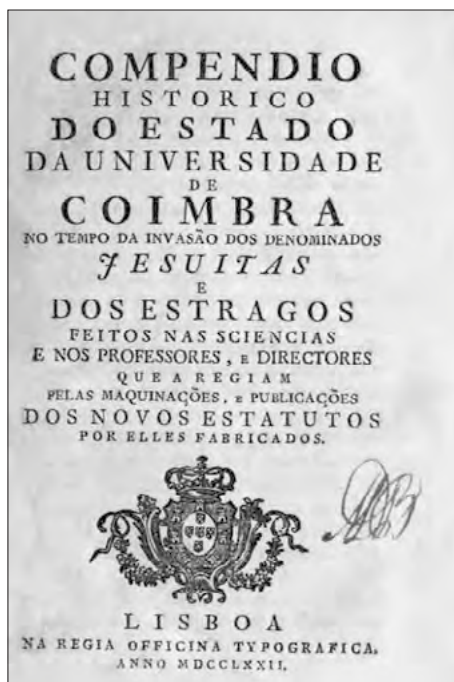 COMPENDIO
HISTORICO
DO ESTADO
DA UNIVERSIDADE
DE
COIMBRA
NO TEMPO DA INVASÃO DOS DENOMINADOS
JESUITAS
E
DOS ESTRAGOS
FEITOS NAS SCIENCIAS
E NOS PROFESSORES, E DIRECTORES
QUE A REGIAM
PELAS MAQUINAÇÕES, E PUBLICAÇÕES
DOS NOVOS ESTATUTOS
POR ELLES FABRICADOS.
LISBOA
NA REGIA OFFICINA TYPOGRAFICA.
ANNO MDCCLXXII.